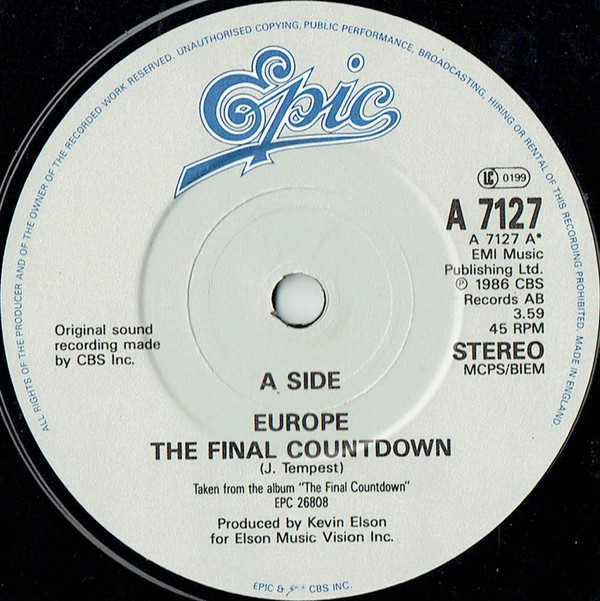 ALL RIGHTS OF THE PRODUCER AND OF THE OWNER OF THE RECORDED WORK RESERVED. UNAUTHORISED COPYING, PUBLIC PERFORMANCE, BROADCASTING, HIRING OR RENTAL OF THIS RECORDING PROHIBITED. MADE IN ENGLAND
Epic
LC 0199
A 7127
A 7127 A*
EMI Music
Publishing Ltd.
℗ 1986 CBS
Records AB
3.59
45 RPM
STEREO
MCPS/BIEM
Original sound
recording made
by CBS Inc.
A SIDE
EUROPE
THE FINAL COUNTDOWN
(J. Tempest)
Taken from the album "The Final Countdown"
EPC 26808
Produced by Kevin Elson
for Elson Music Vision Inc.
EPIC & CBS INC.